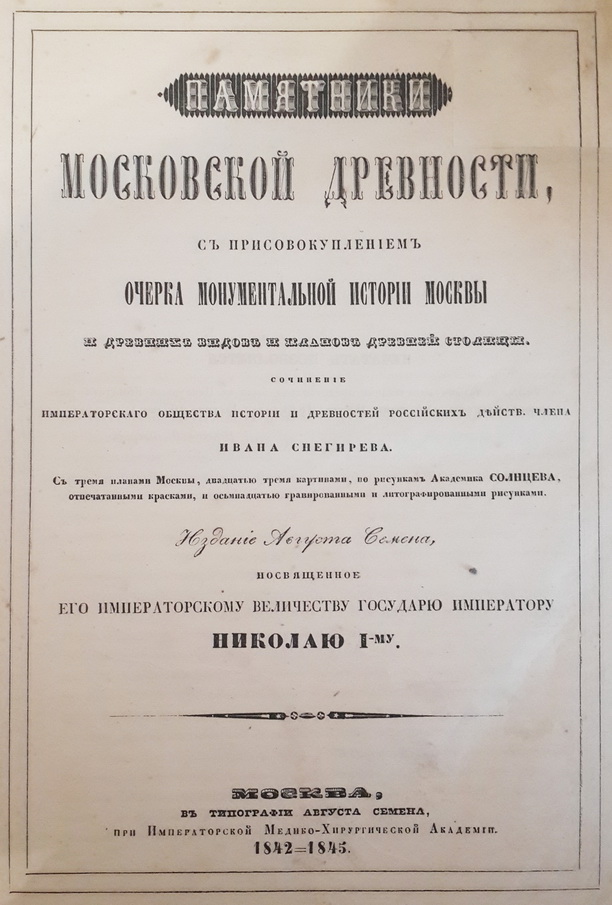 ПАМЯТНИКИ
МОСКОВСКОЙ ДРЕВНОСТИ,
СЪ ПРИСОВОКУПЛЕНІЕМЪ
ОЧЕРКА МОНУМЕНТАЛЬНОЙ ИСТОРІИ МОСКВЫ
И ДРЕВНИХЪ ВИДОВЪ И ПЛАНОВЪ ДРЕВНЕЙ СТОЛИЦЫ.
СОЧИНЕНІЕ
ИМПЕРАТОРСКАГО ОБЩЕСТВА ИСТОРІИ И ДРЕВНОСТЕЙ РОССІЙСКИХЪ ДѢЙСТВ. ЧЛЕНА
ИВАНА СНЕГИРЕВА.
Съ тремя планами Москвы, двадцатью тремя картинами, по рисункамъ Академика СОЛНЦЕВА,
отпечатанными красками, и осьмнадцатью гравированными и литографированными рисунками.
Изданіе Августа Семена,
ПОСВЯЩЕННОЕ
ЕГО ИМПЕРАТОРСКОМУ ВЕЛИЧЕСТВУ ГОСУДАРЮ ИМПЕРАТОРУ
НИКОЛАЮ I-МУ.
МОСКВА,
ВЪ ТИПОГРАФІИ АВГУСТА СЕМЕНА,
ПРИ ИМПЕРАТОРСКОЙ МЕДИКО-ХИРУРГИЧЕСКОЙ АКАДЕМІИ.
1842=1845.